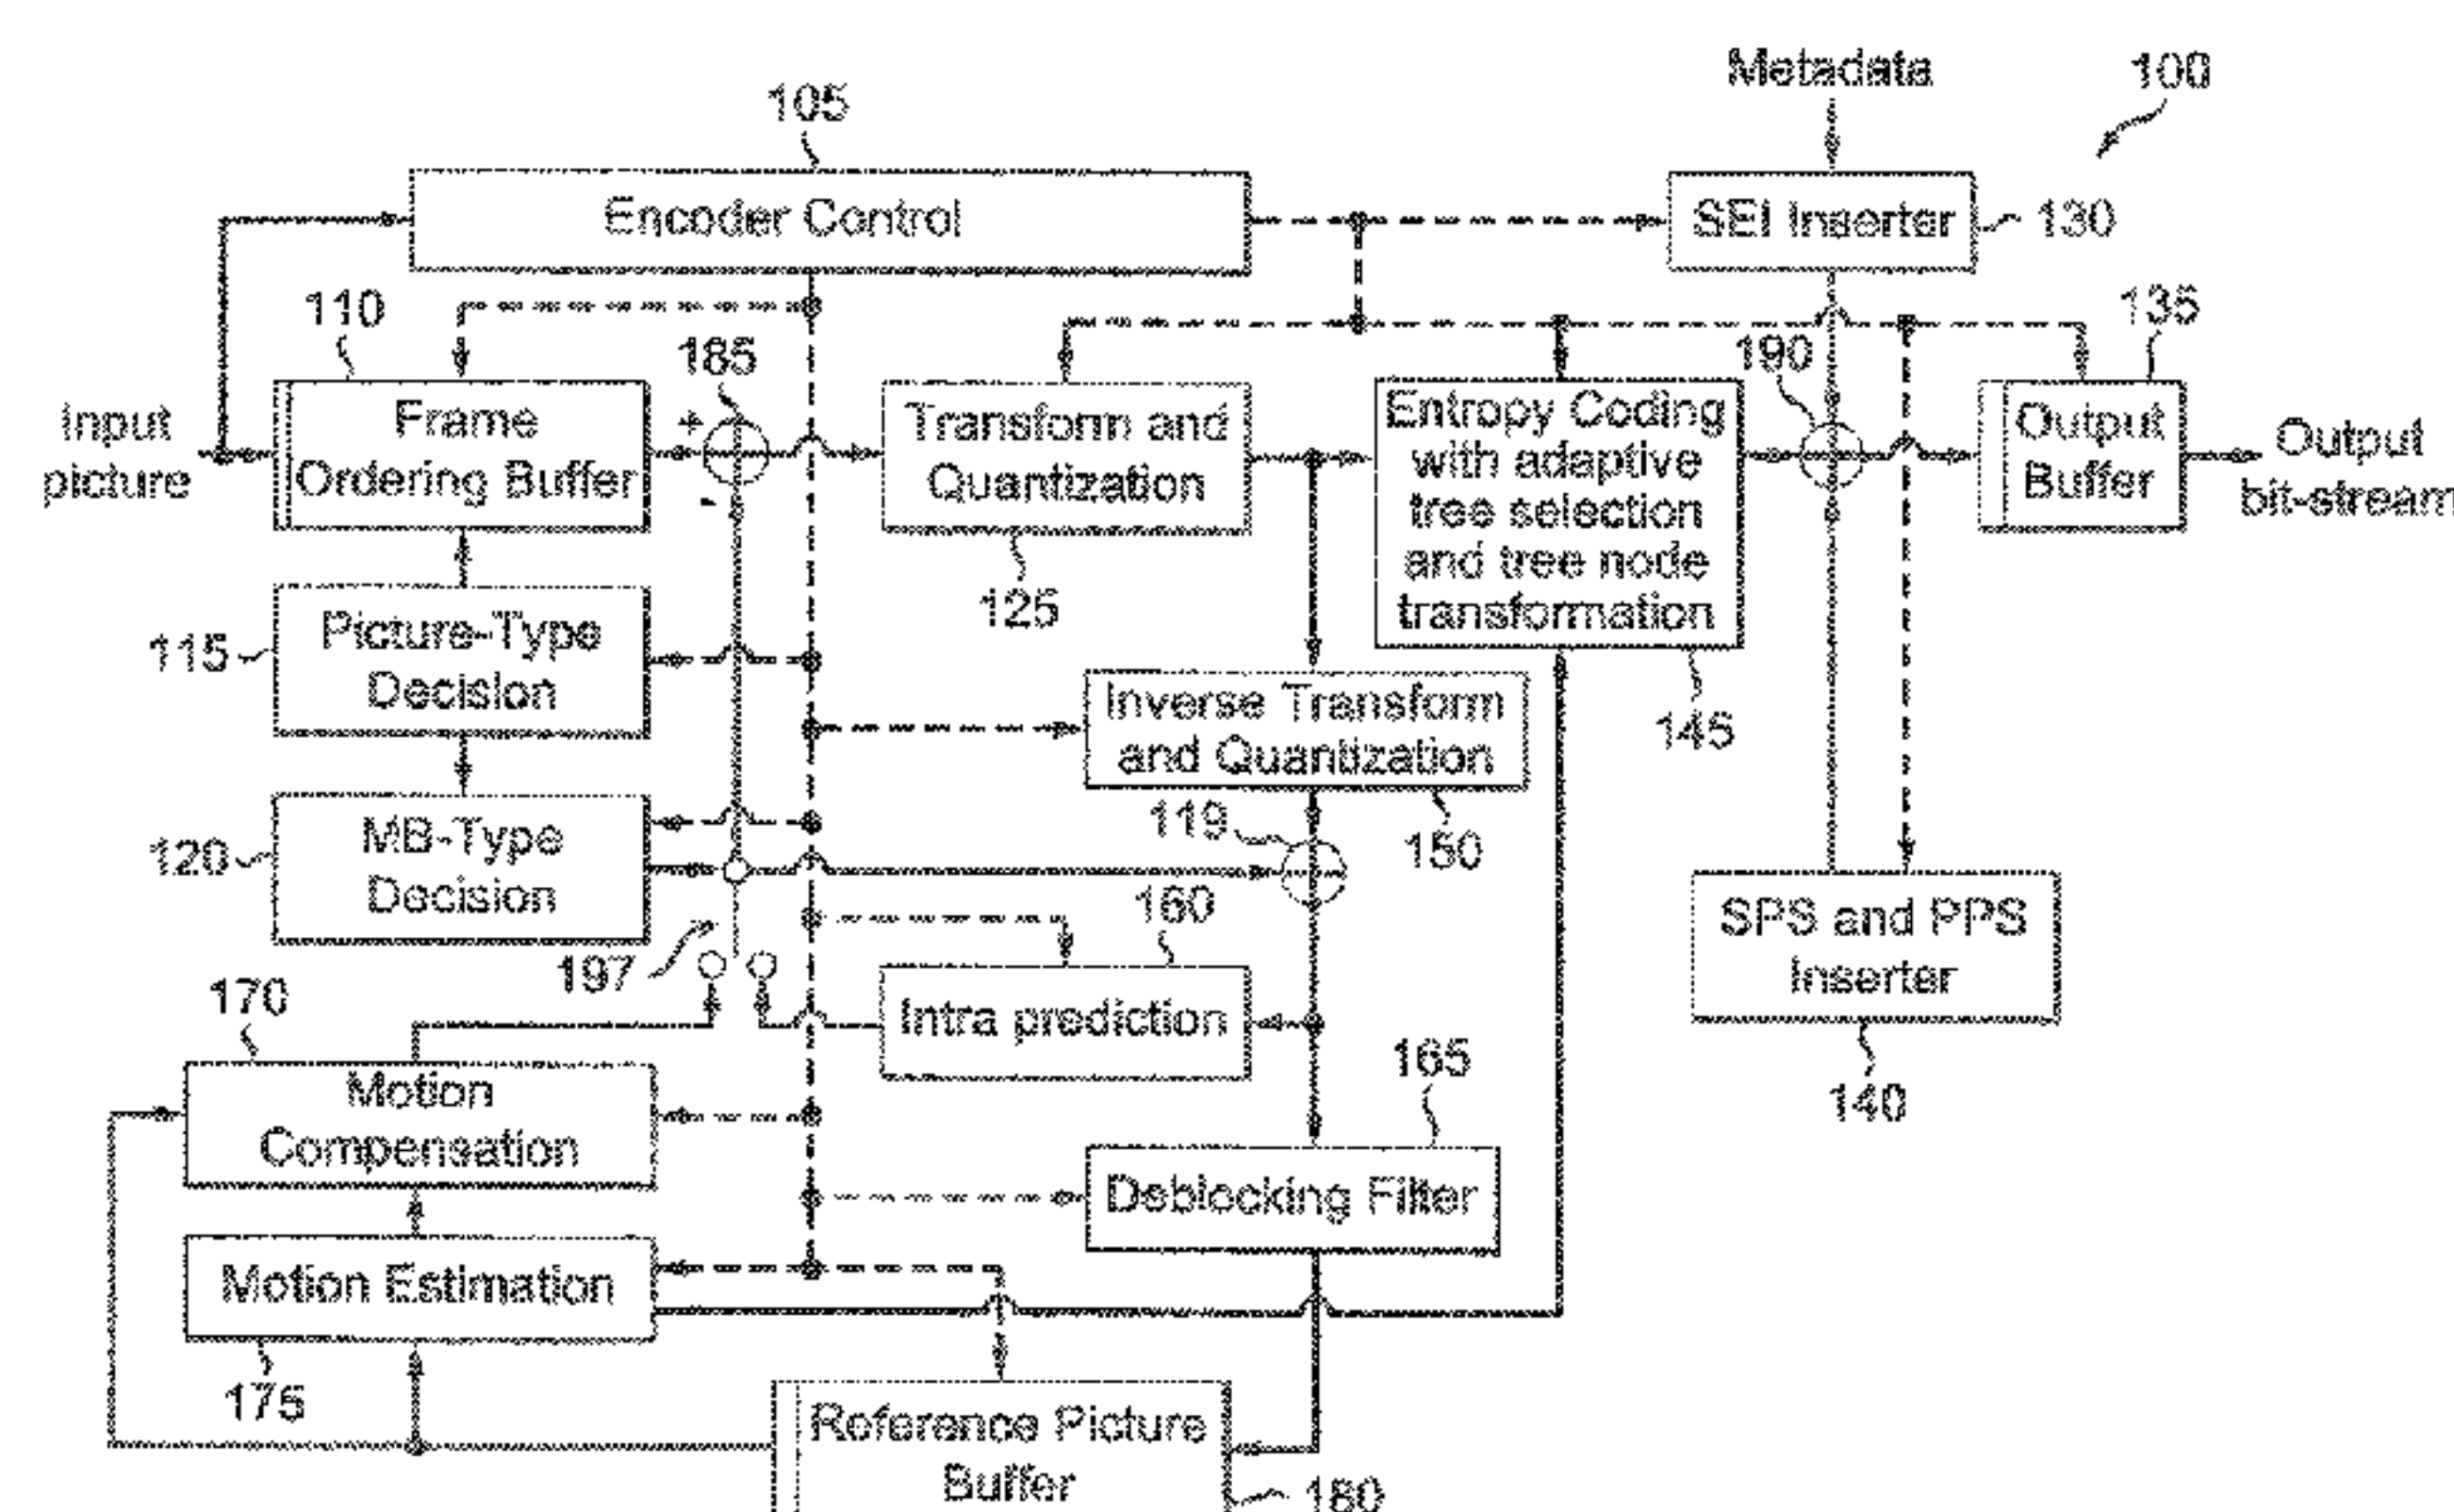 Metadata
100
105
Encoder Control
SEI Inserter
130
110
185
190
135
Input
picture
Frame
Ordering Buffer
+
-
Transform and
Quantization
Entropy Coding
with adaptive
tree selection
and tree node
transformation
Output
Buffer
Output
bit-stream
125
115
Picture-Type
Decision
Inverse Transform
and Quantization
145
120
MB-Type
Decision
119
150
160
SPS and PPS
Inserter
197
170
Intra prediction
165
140
Motion
Compensation
Deblocking Filter
Motion Estimation
175
Reference Picture
Buffer
180